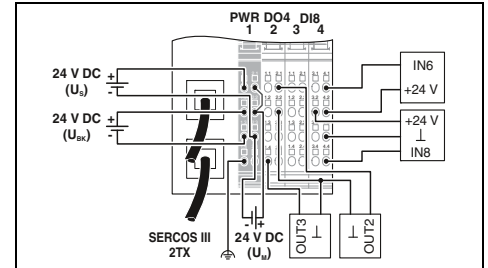 PWR DO4 DI8
1 2 3 4
24 V DC
(US)
+
-
24 V DC
(UBK)
+
-
IN6
+24 V
+24 V
⊥
IN8
SERCOS III
2TX
- +
24 V DC
(UM)
OUT3
⊥
⊥
OUT2